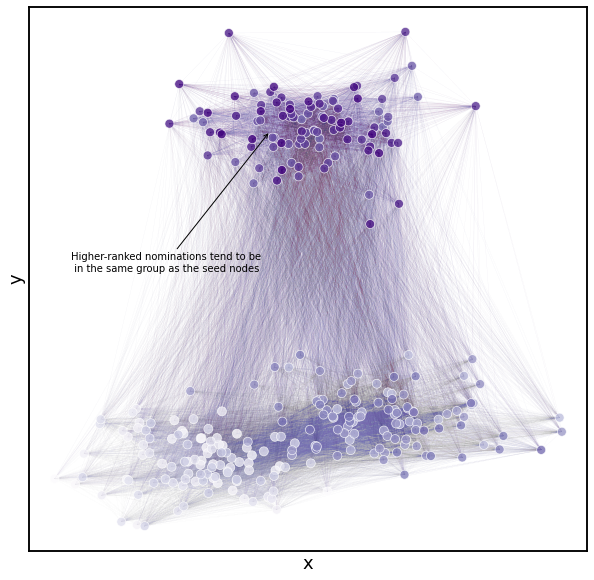 Higher-ranked nominations tend to be
in the same group as the seed nodes
y
x